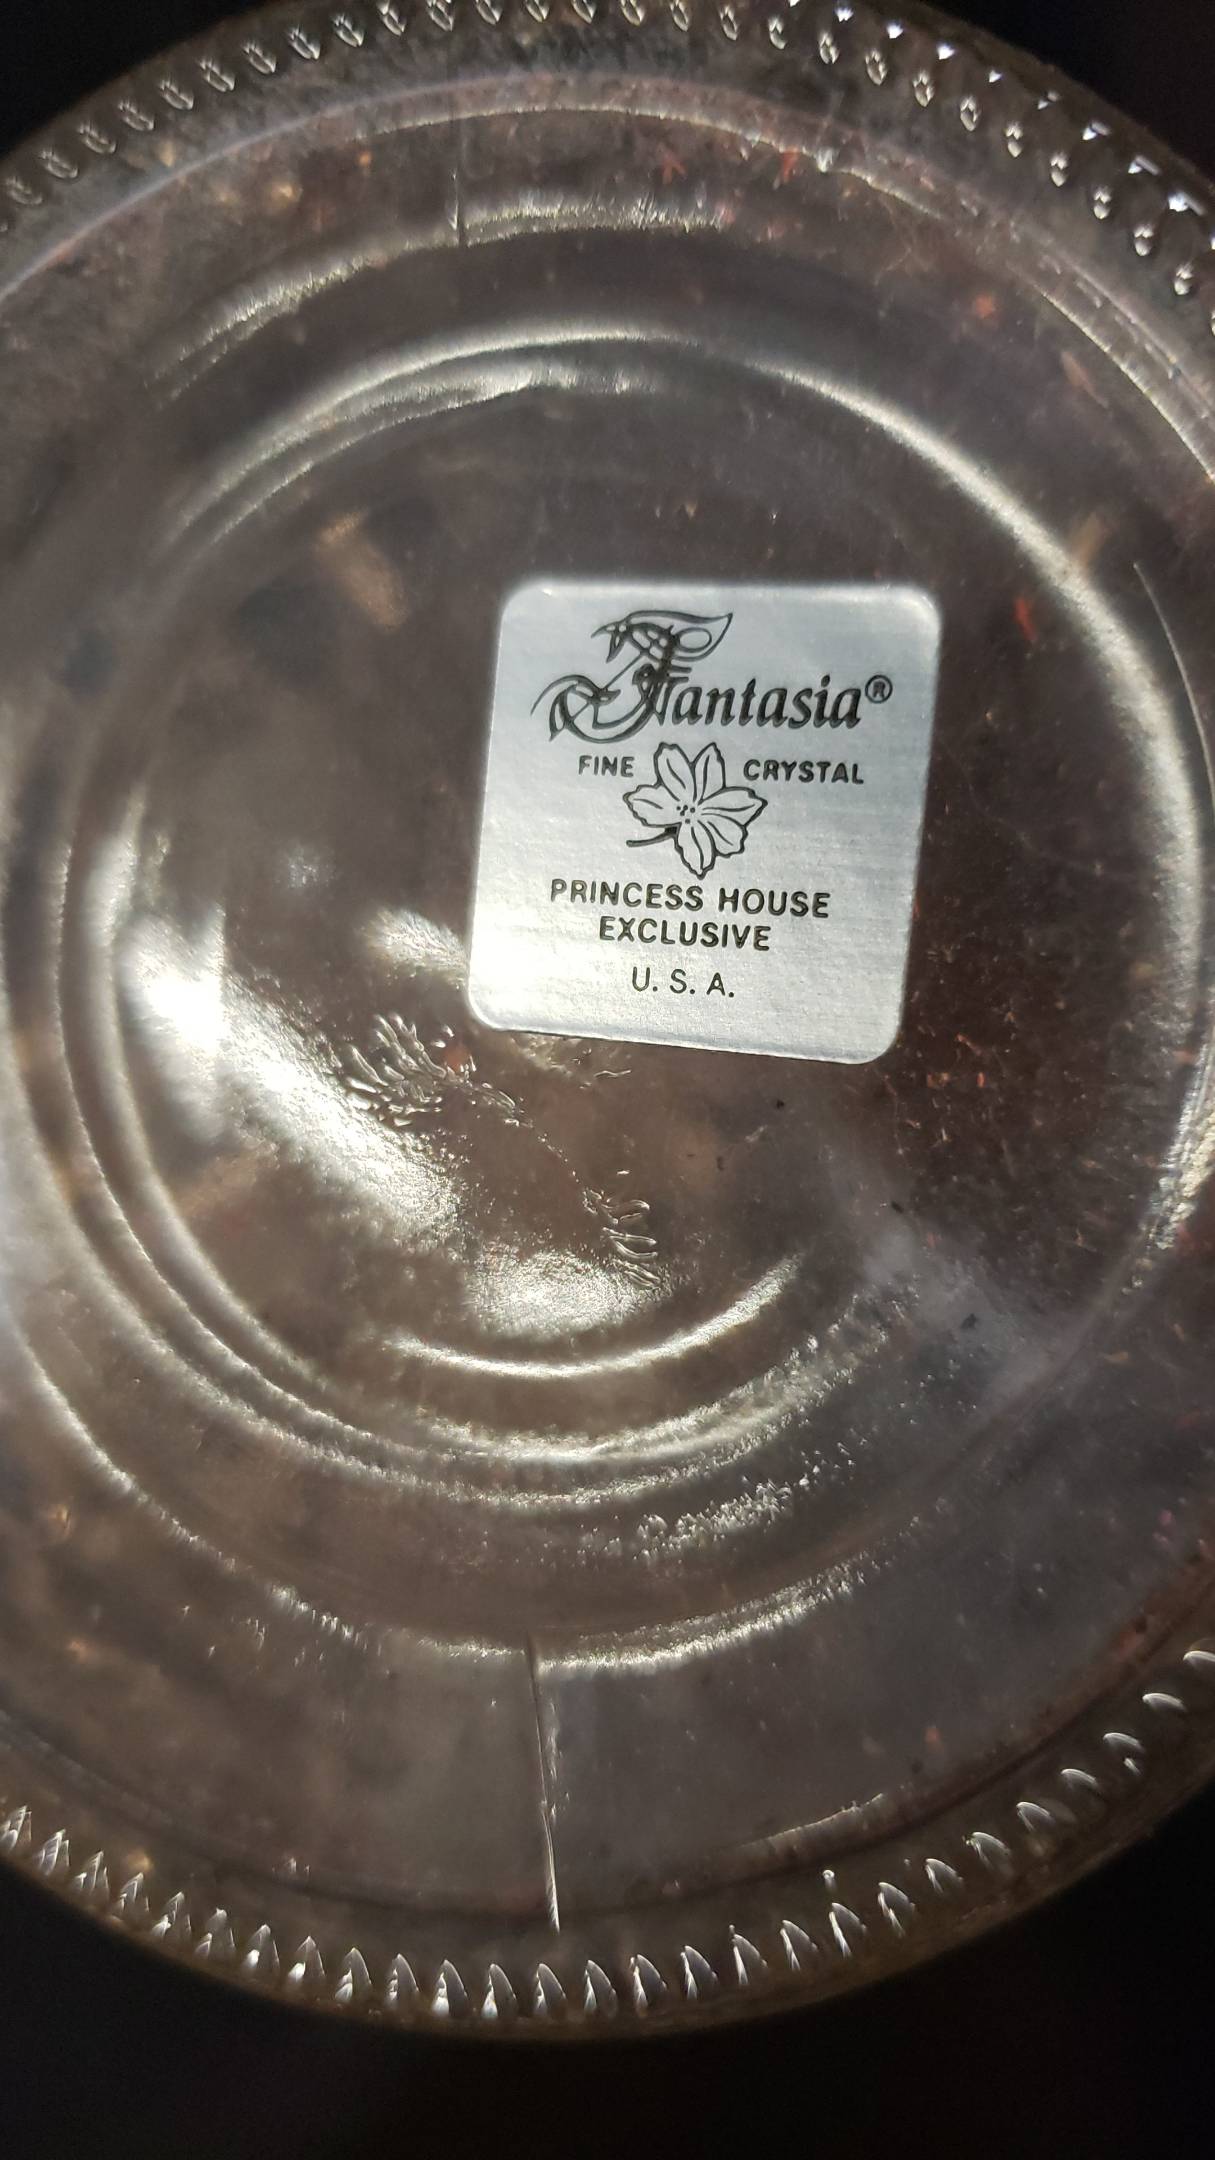 Fantasia®
FINE CRYSTAL
PRINCESS HOUSE
EXCLUSIVE
U. S. A.